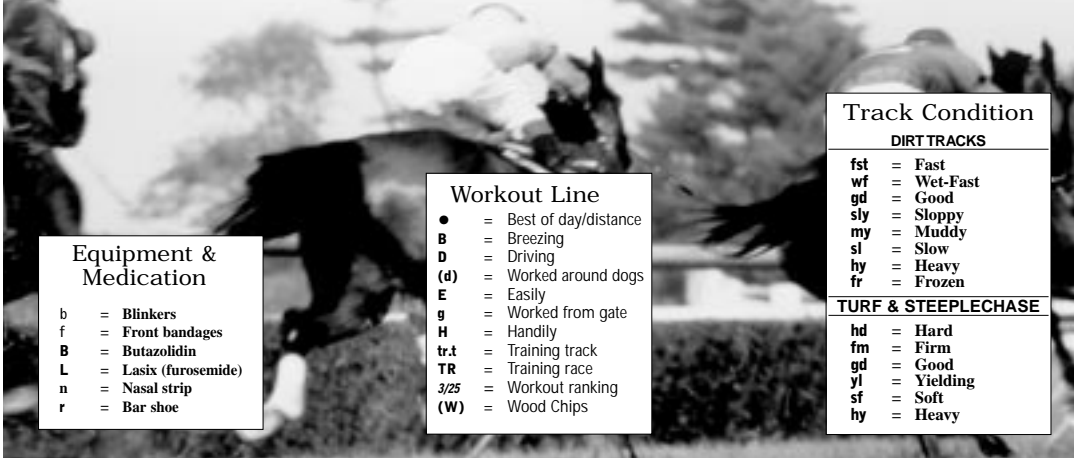 Equipment &
Medication
b = Blinkers
f = Front bandages
B = Butazolidin
L = Lasix (furosemide)
n = Nasal strip
r = Bar shoe
Workout Line
● = Best of day/distance
B = Breezing
D = Driving
(d) = Worked around dogs
E = Easily
g = Worked from gate
H = Handily
tr.t = Training track
TR = Training race
3/25 = Workout ranking
(W) = Wood Chips
Track Condition
DIRT TRACKS
fst = Fast
wf = Wet-Fast
gd = Good
sly = Sloppy
my = Muddy
sl = Slow
hy = Heavy
fr = Frozen
TURF & STEEPLECHASE
hd = Hard
fm = Firm
gd = Good
yl = Yielding
sf = Soft
hy = Heavy